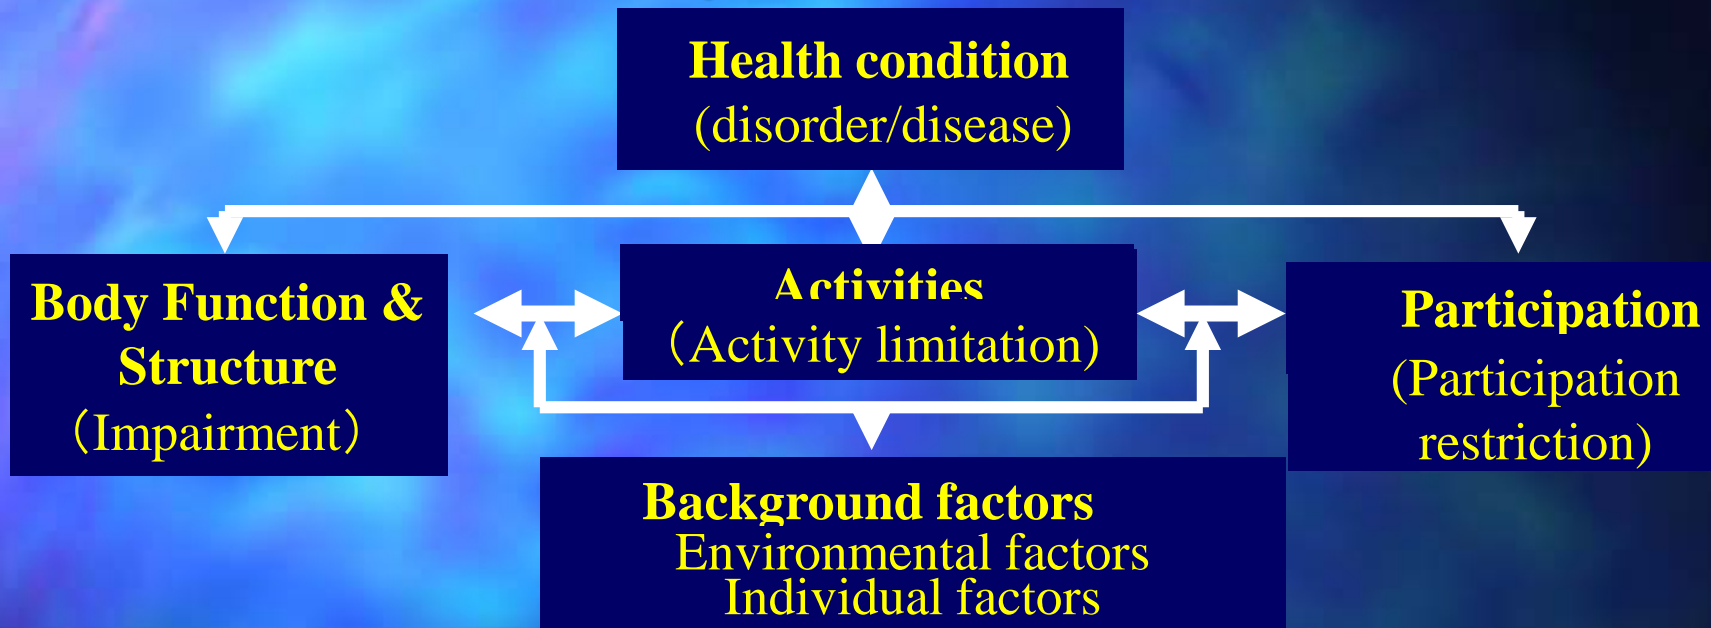 Health condition
(disorder/disease)
Body Function &
Structure
（Impairment）
Activities
（Activity limitation)
Participation
(Participation
restriction)
Background factors
Environmental factors
Individual factors